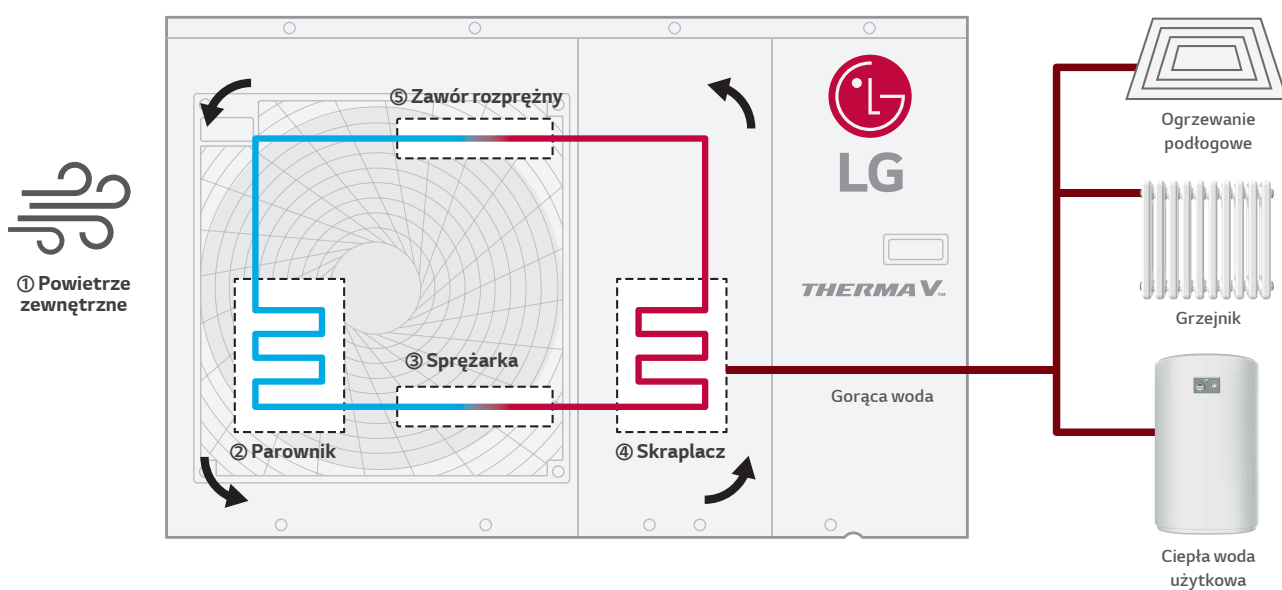 ① Powietrze
zewnętrzne
⑤ Zawór rozprężny
③ Sprężarka
② Parownik
④ Skraplacz
LG
THERMA V™
Gorąca woda
Ogrzewanie
podłogowe
Grzejnik
Ciepła woda
użytkowa